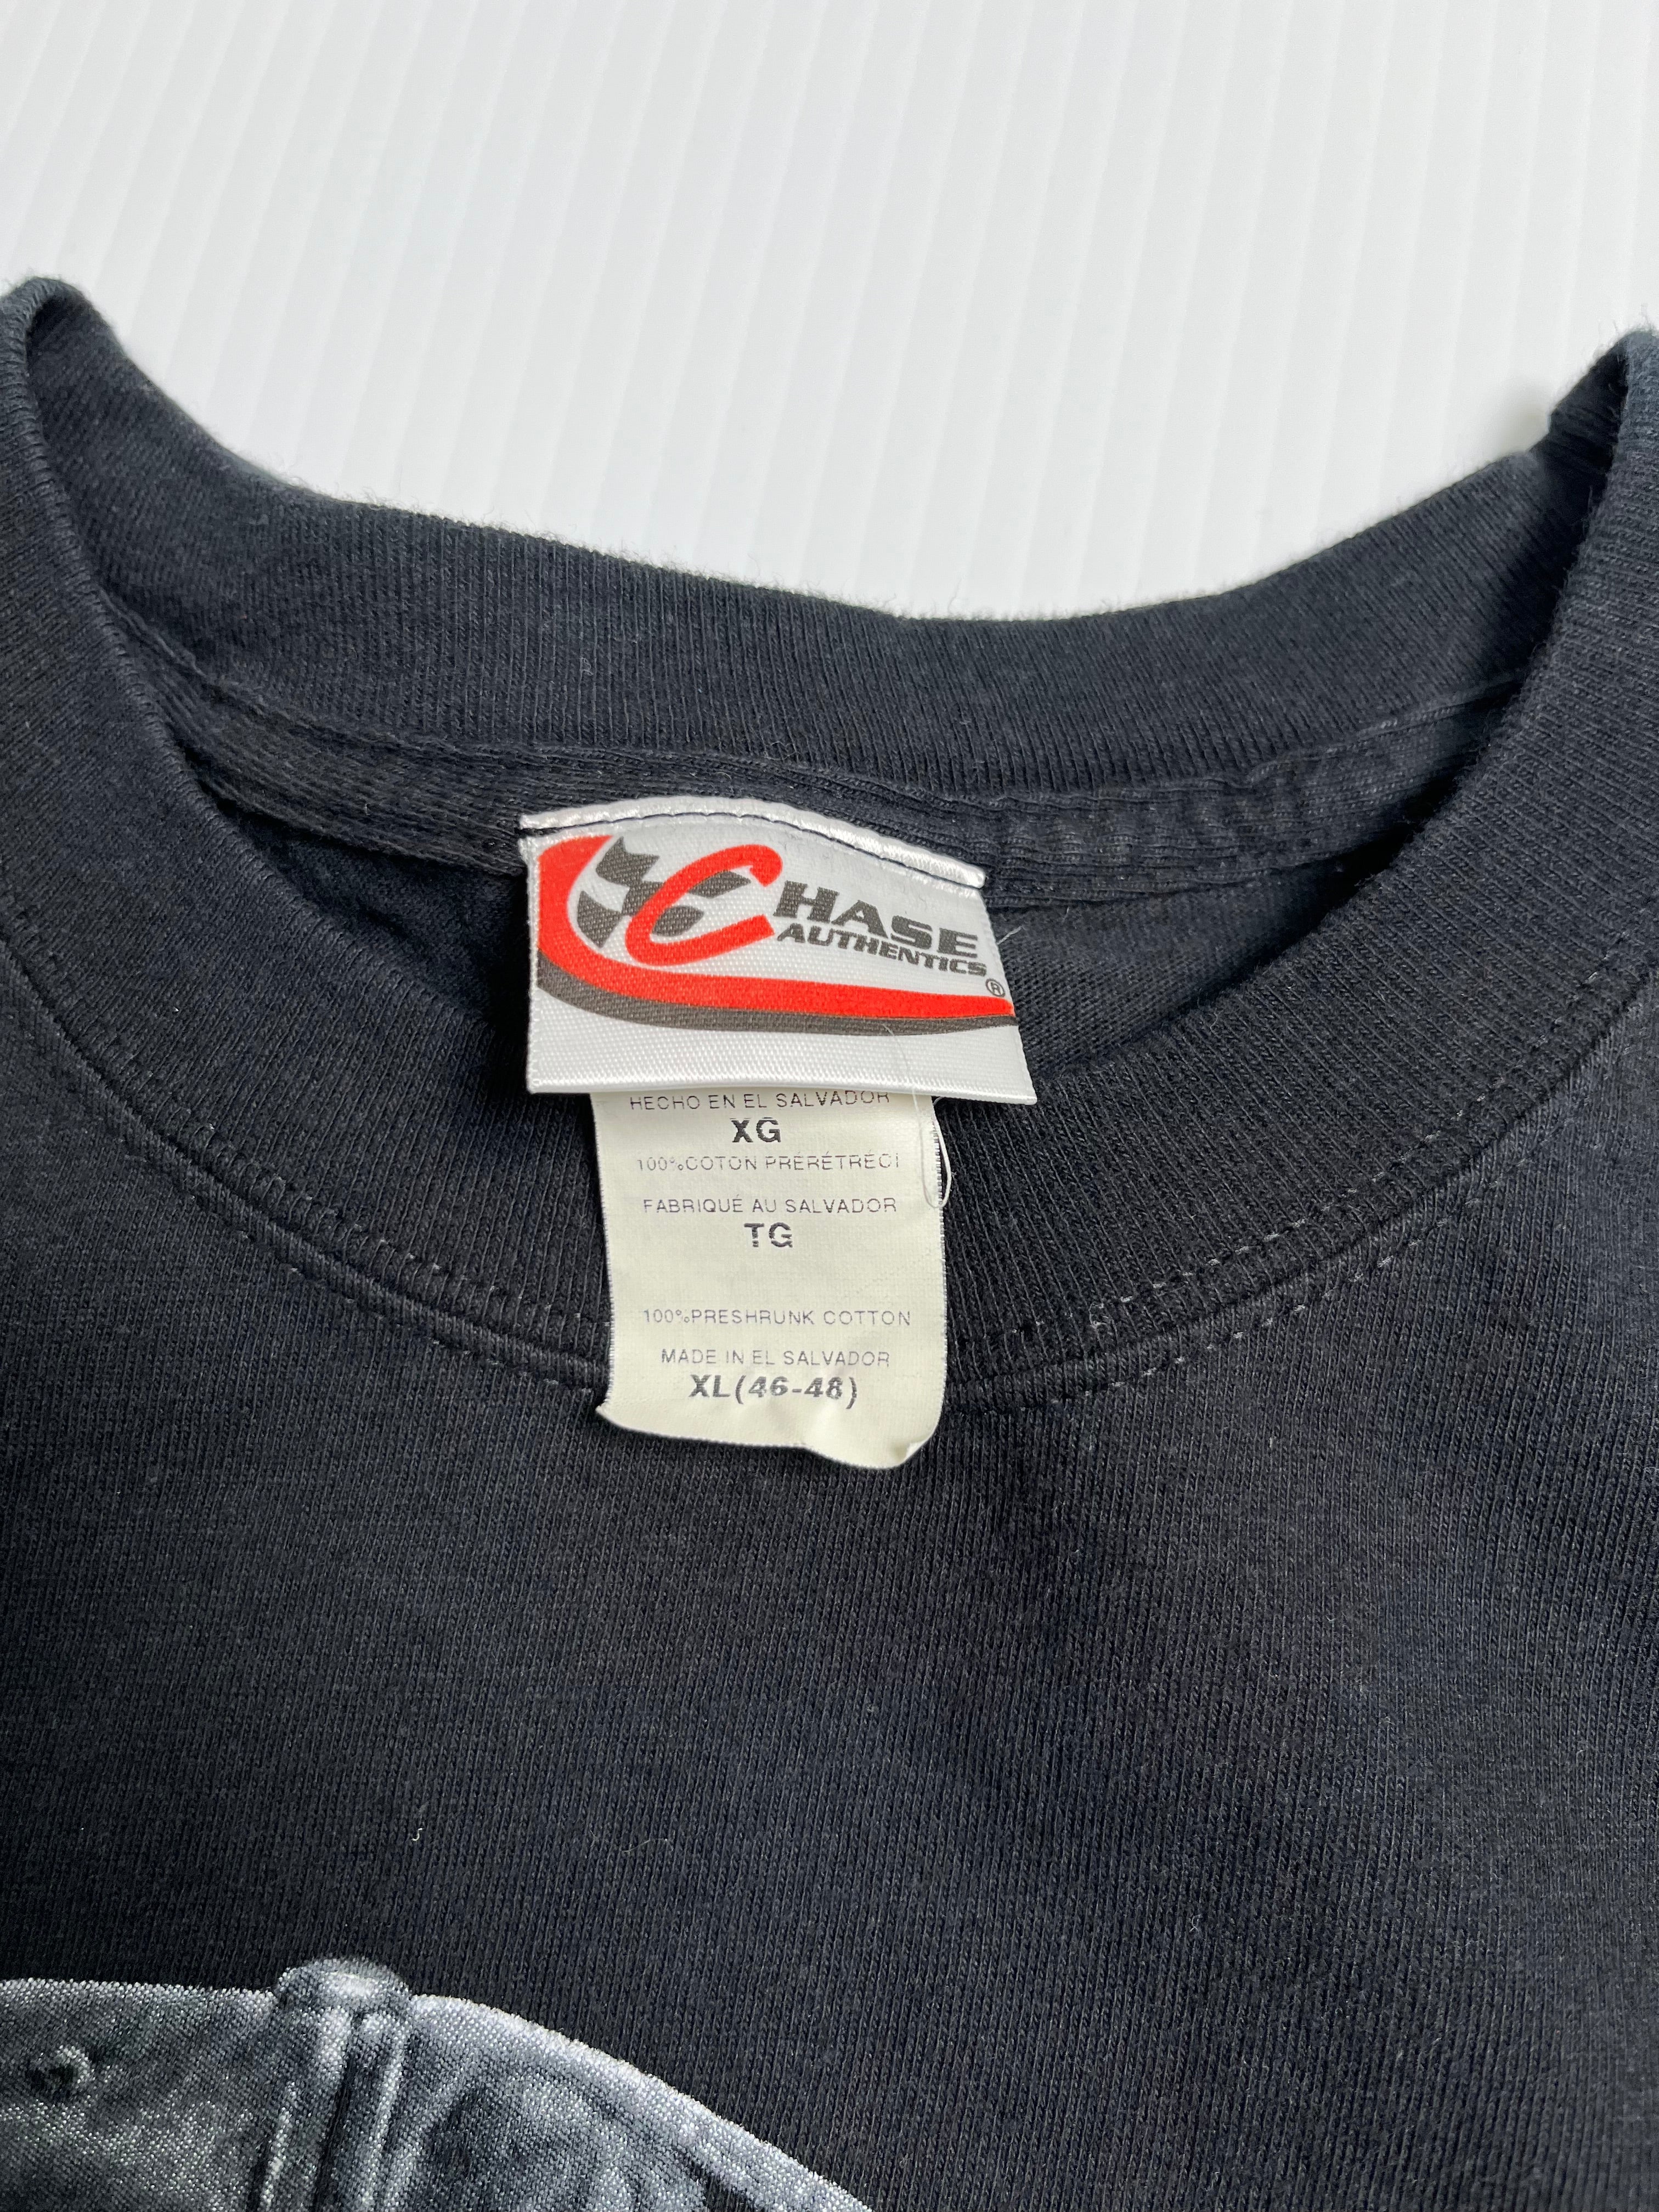 CHASE
AUTHENTICS
®
HECHO EN EL SALVADOR
XG
100%COTON PRÉRÉTRÉCI
FABRIQUÉ AU SALVADOR
TG
100%PRESHRUNK COTTON
MADE IN EL SALVADOR
XL(46-48)